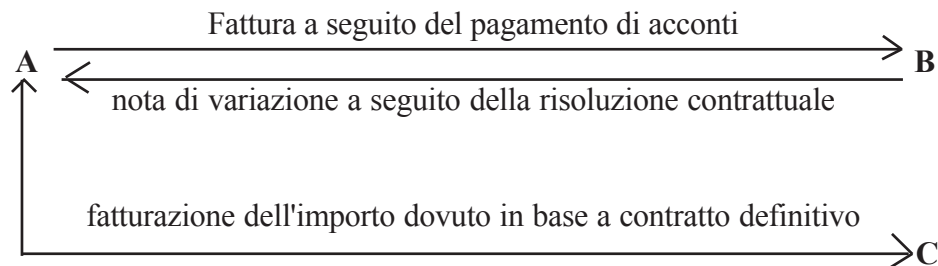 Fattura a seguito del pagamento di acconti
A
B
nota di variazione a seguito della risoluzione contrattuale
fatturazione dell'importo dovuto in base a contratto definitivo
C